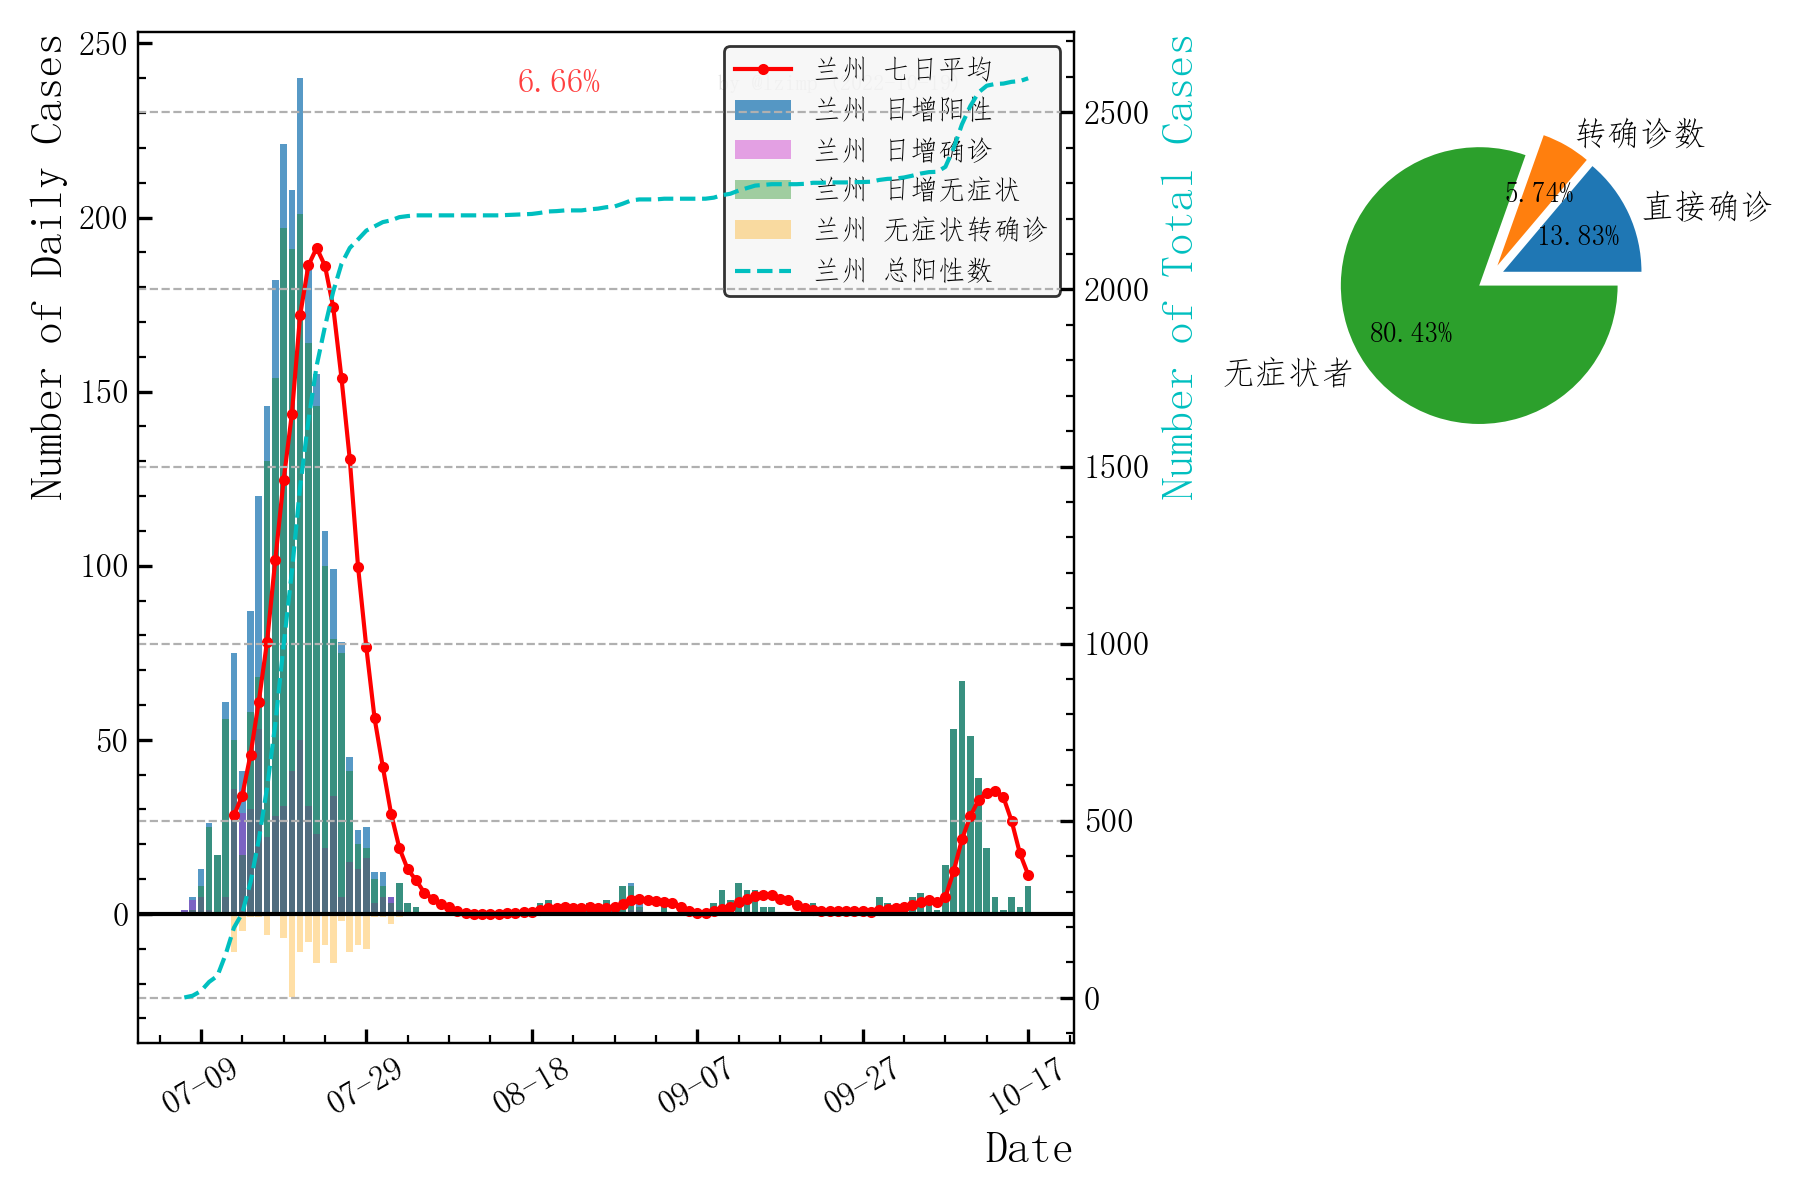 Number of Daily Cases
250
200
150
100
50
0
6.66%
兰州 七日平均
兰州 日增阳性
兰州 日增确诊
兰州 日增无症状
兰州 无症状转确诊
兰州 总阳性数
2500
2000
1500
1000
500
0
Number of Total Cases
07-09
07-29
08-18
09-07
09-27
10-17
Date
转确诊数
5.74%
直接确诊
13.83%
80.43%
无症状者